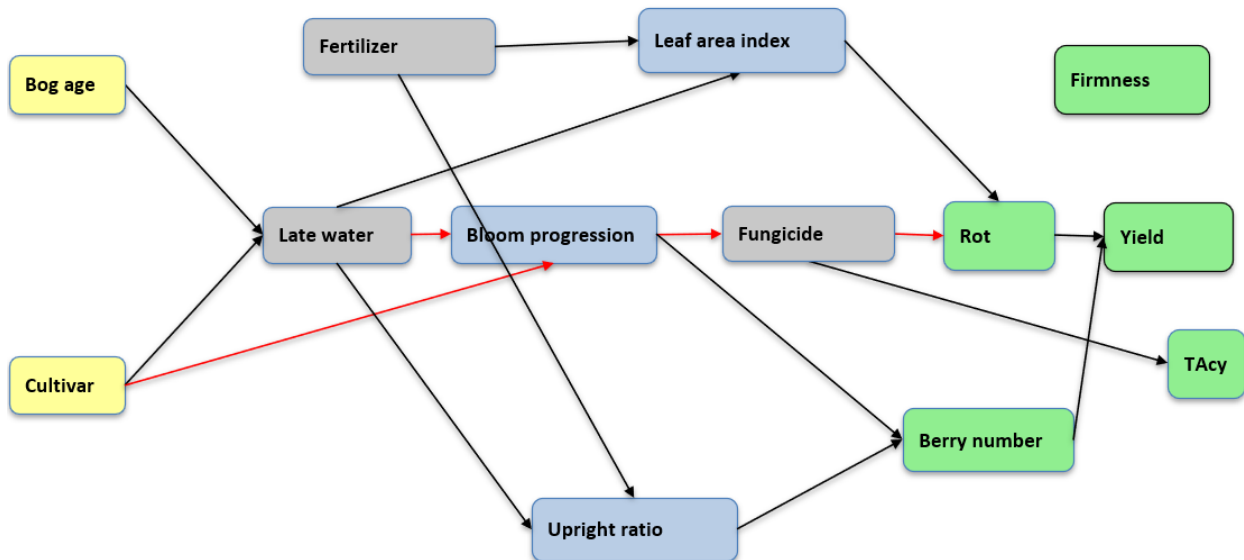 Fertilizer
Leaf area index
Firmness
Bog age
Late water
Bloom progression
Fungicide
Rot
Yield
Cultivar
TAcy
Berry number
Upright ratio